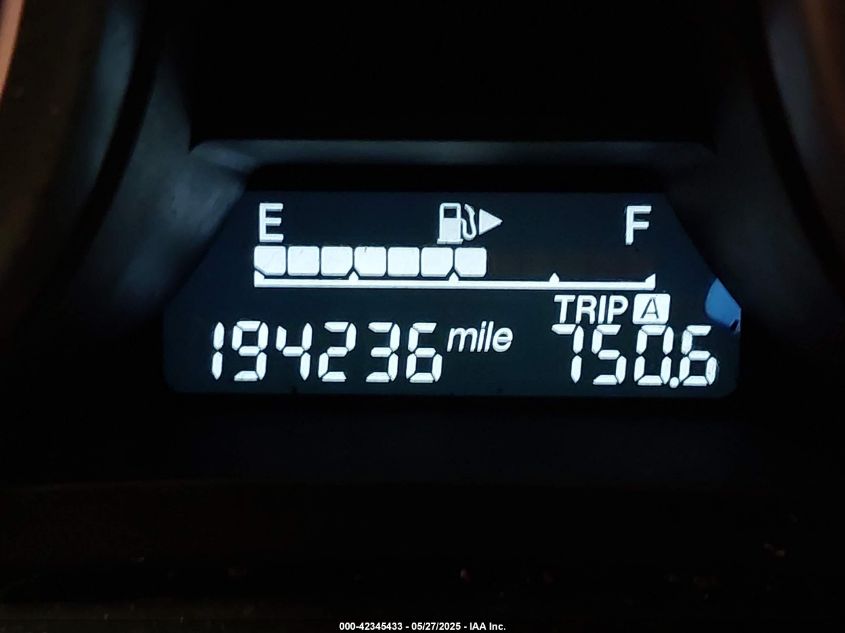 E F
TRIP A
194236 mile 750.6
000-42345433 - 05/27/2025 - IAA Inc.